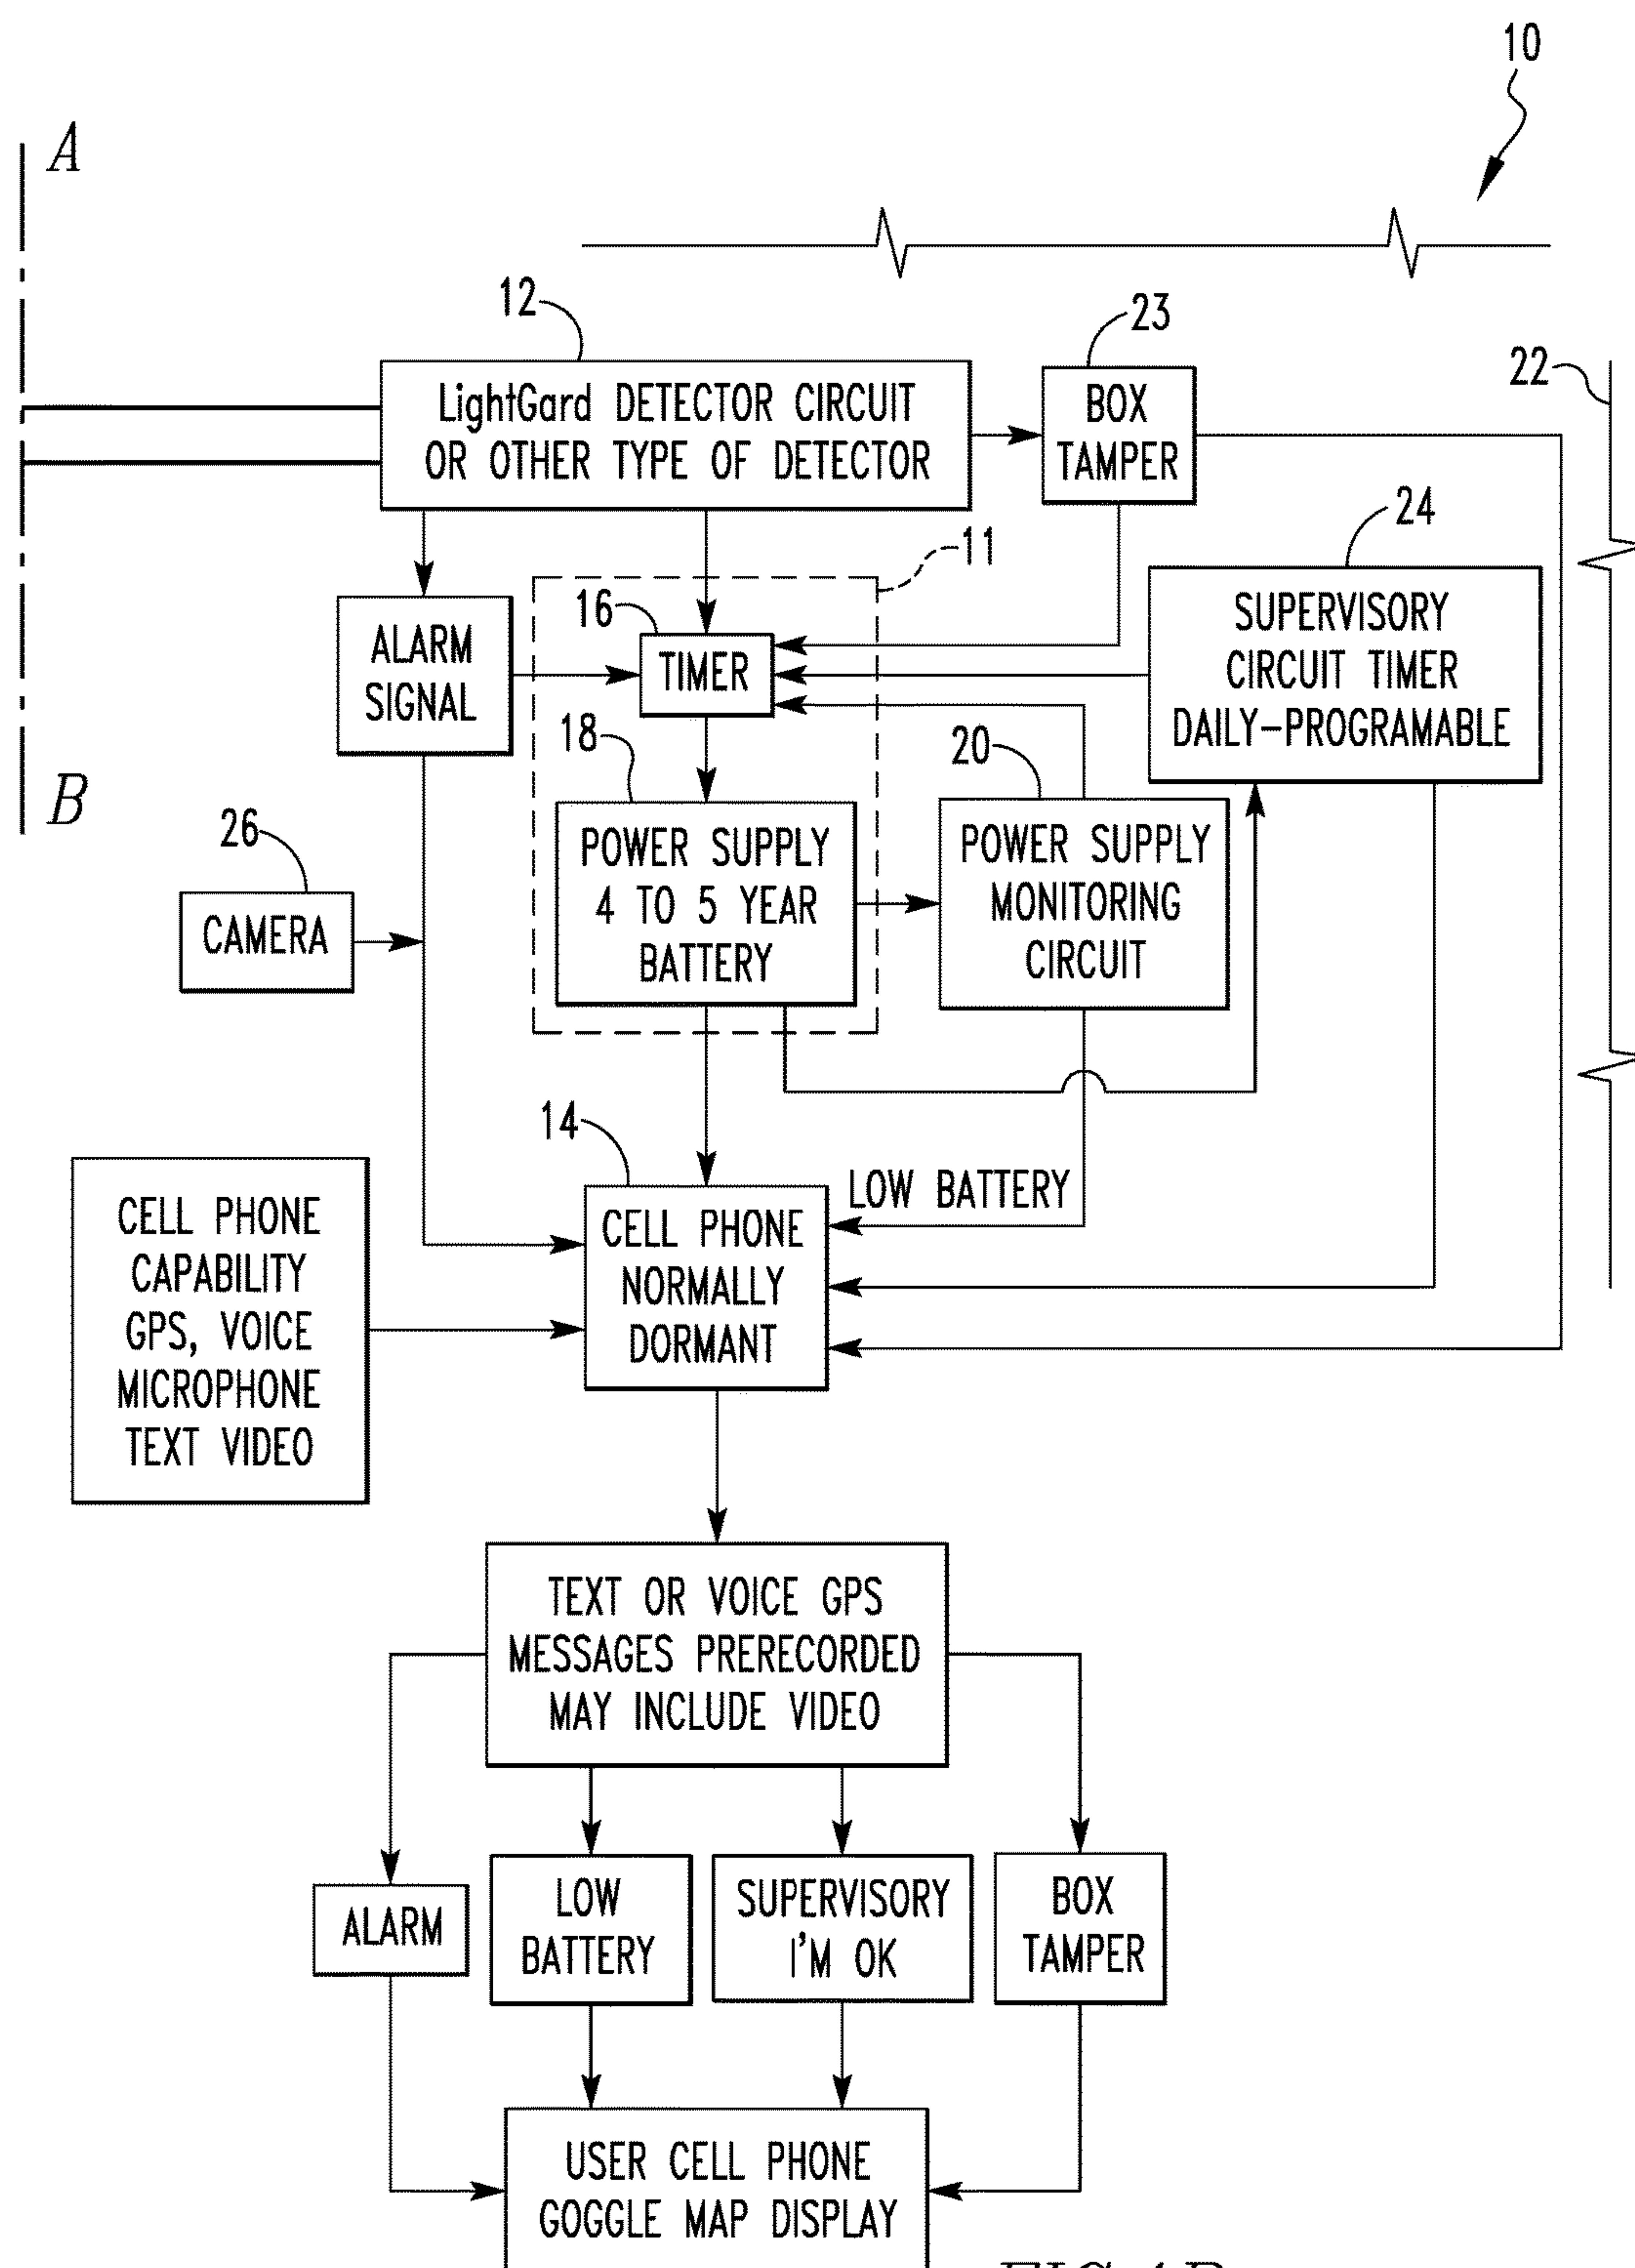 10
A
12
23
22
LightGard DETECTOR CIRCUIT
OR OTHER TYPE OF DETECTOR
BOX
TAMPER
24
11
16
ALARM
SIGNAL
TIMER
SUPERVISORY
CIRCUIT TIMER
DAILY-PROGRAMABLE
18
20
B
26
CAMERA
POWER SUPPLY
4 TO 5 YEAR
BATTERY
POWER SUPPLY
MONITORING
CIRCUIT
14
LOW BATTERY
CELL PHONE
CAPABILITY
GPS, VOICE
MICROPHONE
TEXT VIDEO
CELL PHONE
NORMALLY
DORMANT
TEXT OR VOICE GPS
MESSAGES PRERECORDED
MAY INCLUDE VIDEO
ALARM
LOW
BATTERY
SUPERVISORY
I'M OK
BOX
TAMPER
USER CELL PHONE
GOGGLE MAP DISPLAY